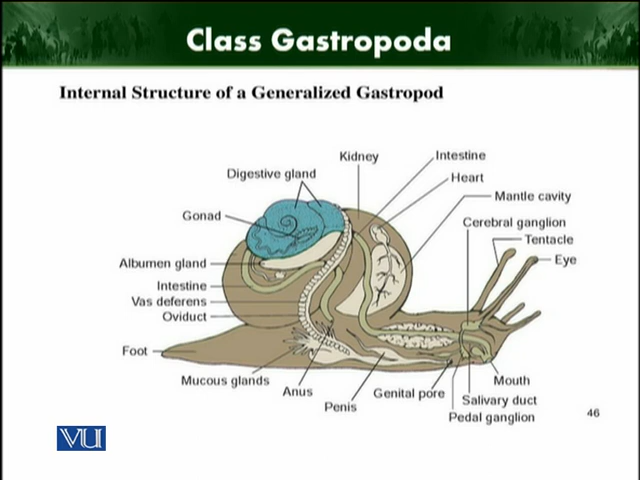 Class Gastropoda
Internal Structure of a Generalized Gastropod
Kidney
Intestine
Digestive gland
Heart
Mantle cavity
Gonad
Cerebral ganglion
Tentacle
Eye
Albumen gland
Intestine
Vas deferens
Oviduct
Foot
Mucous glands
Anus
Penis
Genital pore
Mouth
Salivary duct
Pedal ganglion
46
VU